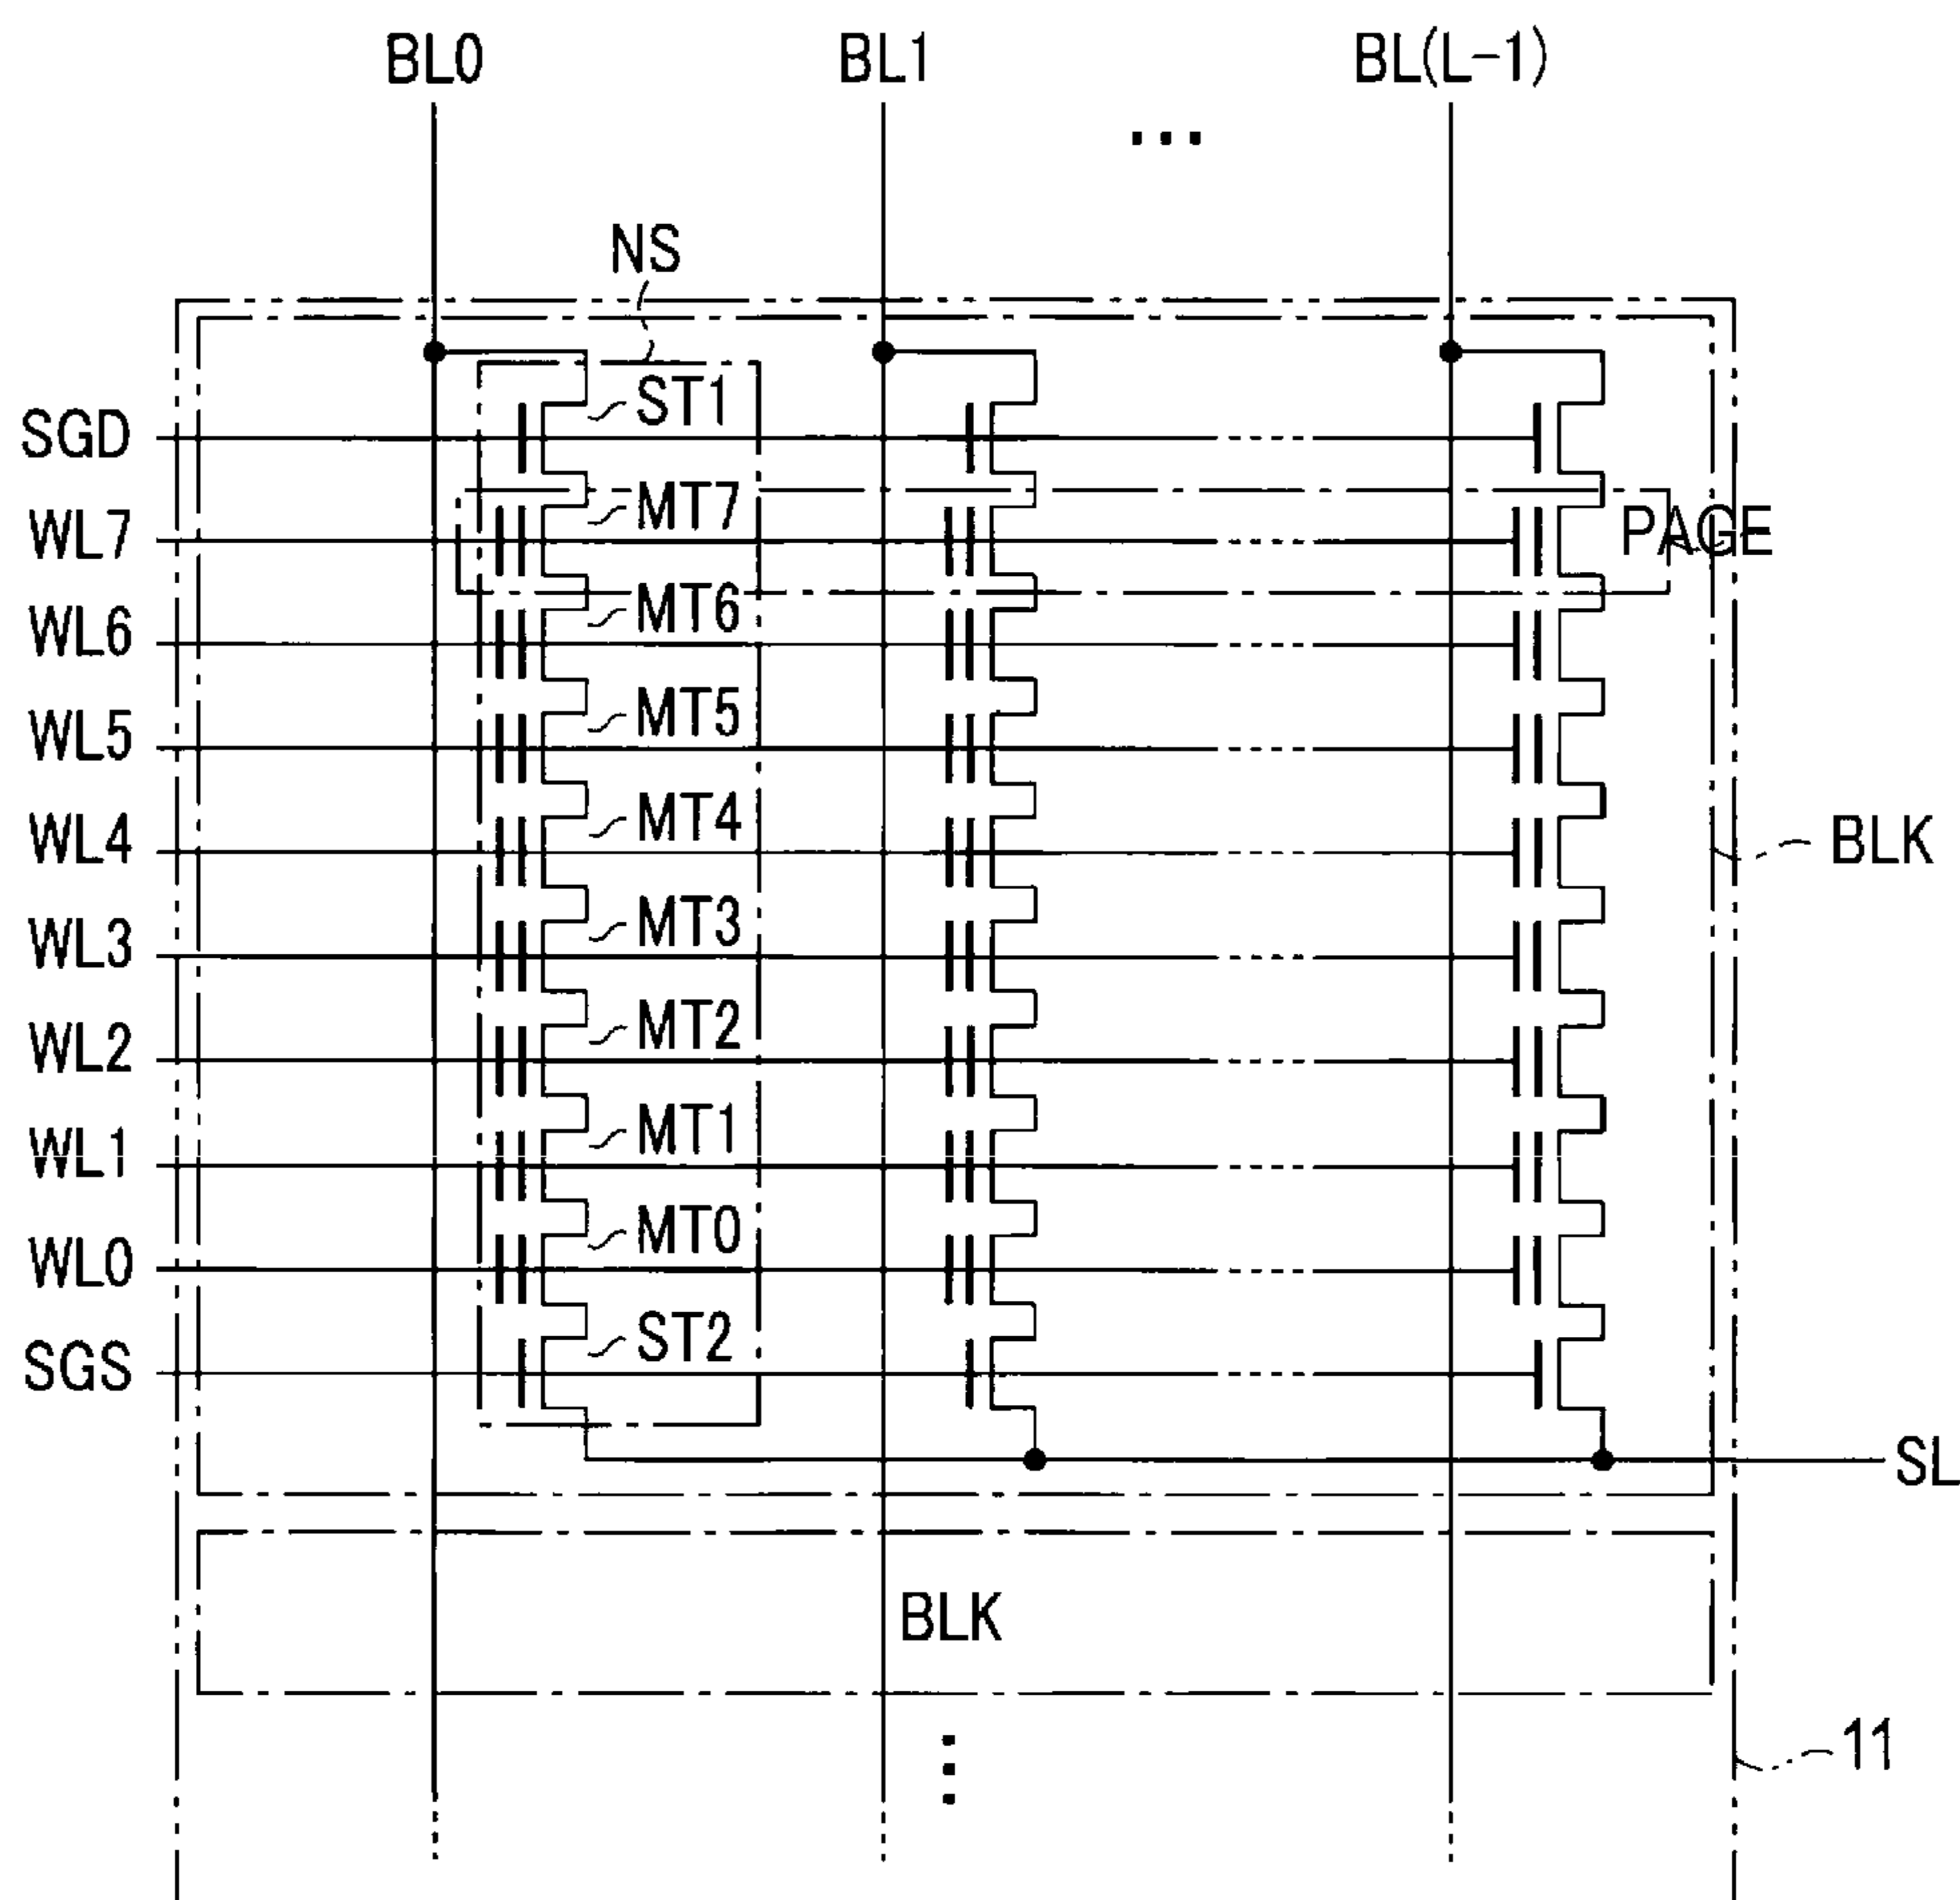 BL0 BL1 BL(L-1)
...
NS
SGD ST1
WL7 MT7 PAGE
WL6 MT6
WL5 MT5
WL4 MT4 BLK
WL3 MT3
WL2 MT2
WL1 MT1
WL0 MT0
SGS ST2
SL
BLK
11